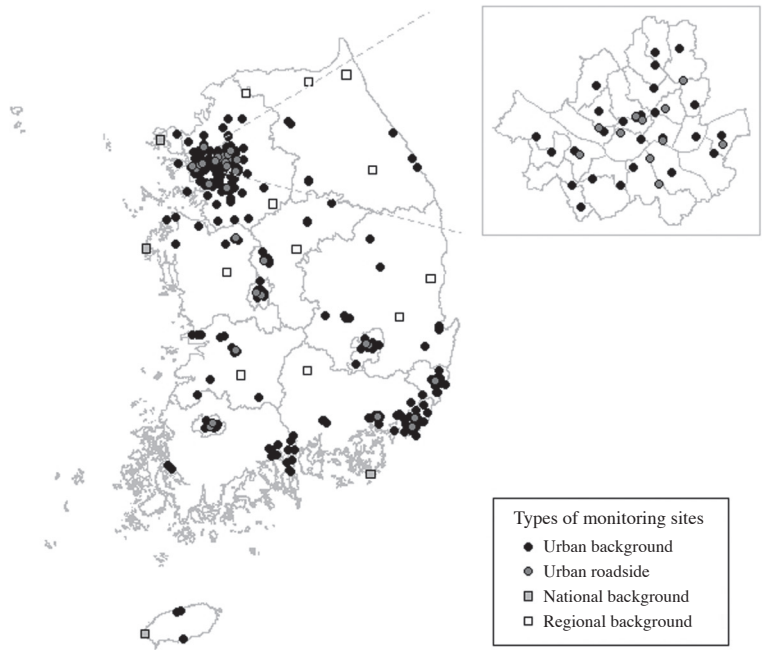 Types of monitoring sites
Urban background
Urban roadside
National background
Regional background